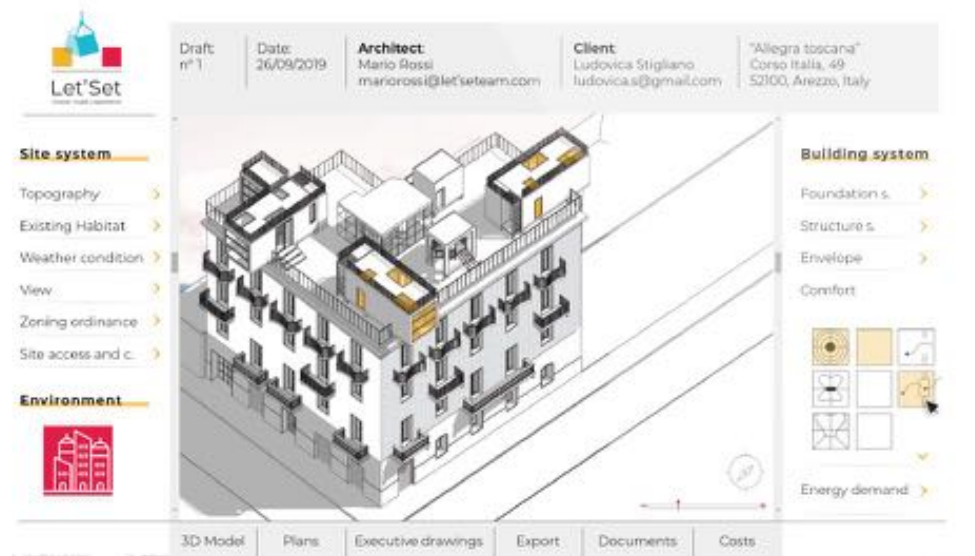 Let'Set
Draft:
n° 1
Date:
26/09/2019
Architect:
Mario Rossi
mariorossi@let'seteam.com
Client:
Ludovica Stigliano
ludovica.s@gmail.com
"Allegra toscana"
Corso Italia, 49
52100, Arezzo, Italy
Site system
Topography
Existing Habitat
Weather condition
View
Zoning ordinance
Site access and c.
Environment
Building system
Foundation s.
Structure s.
Envelope
Comfort
Energy demand
3D Model
Plans
Executive drawings
Export
Documents
Costs